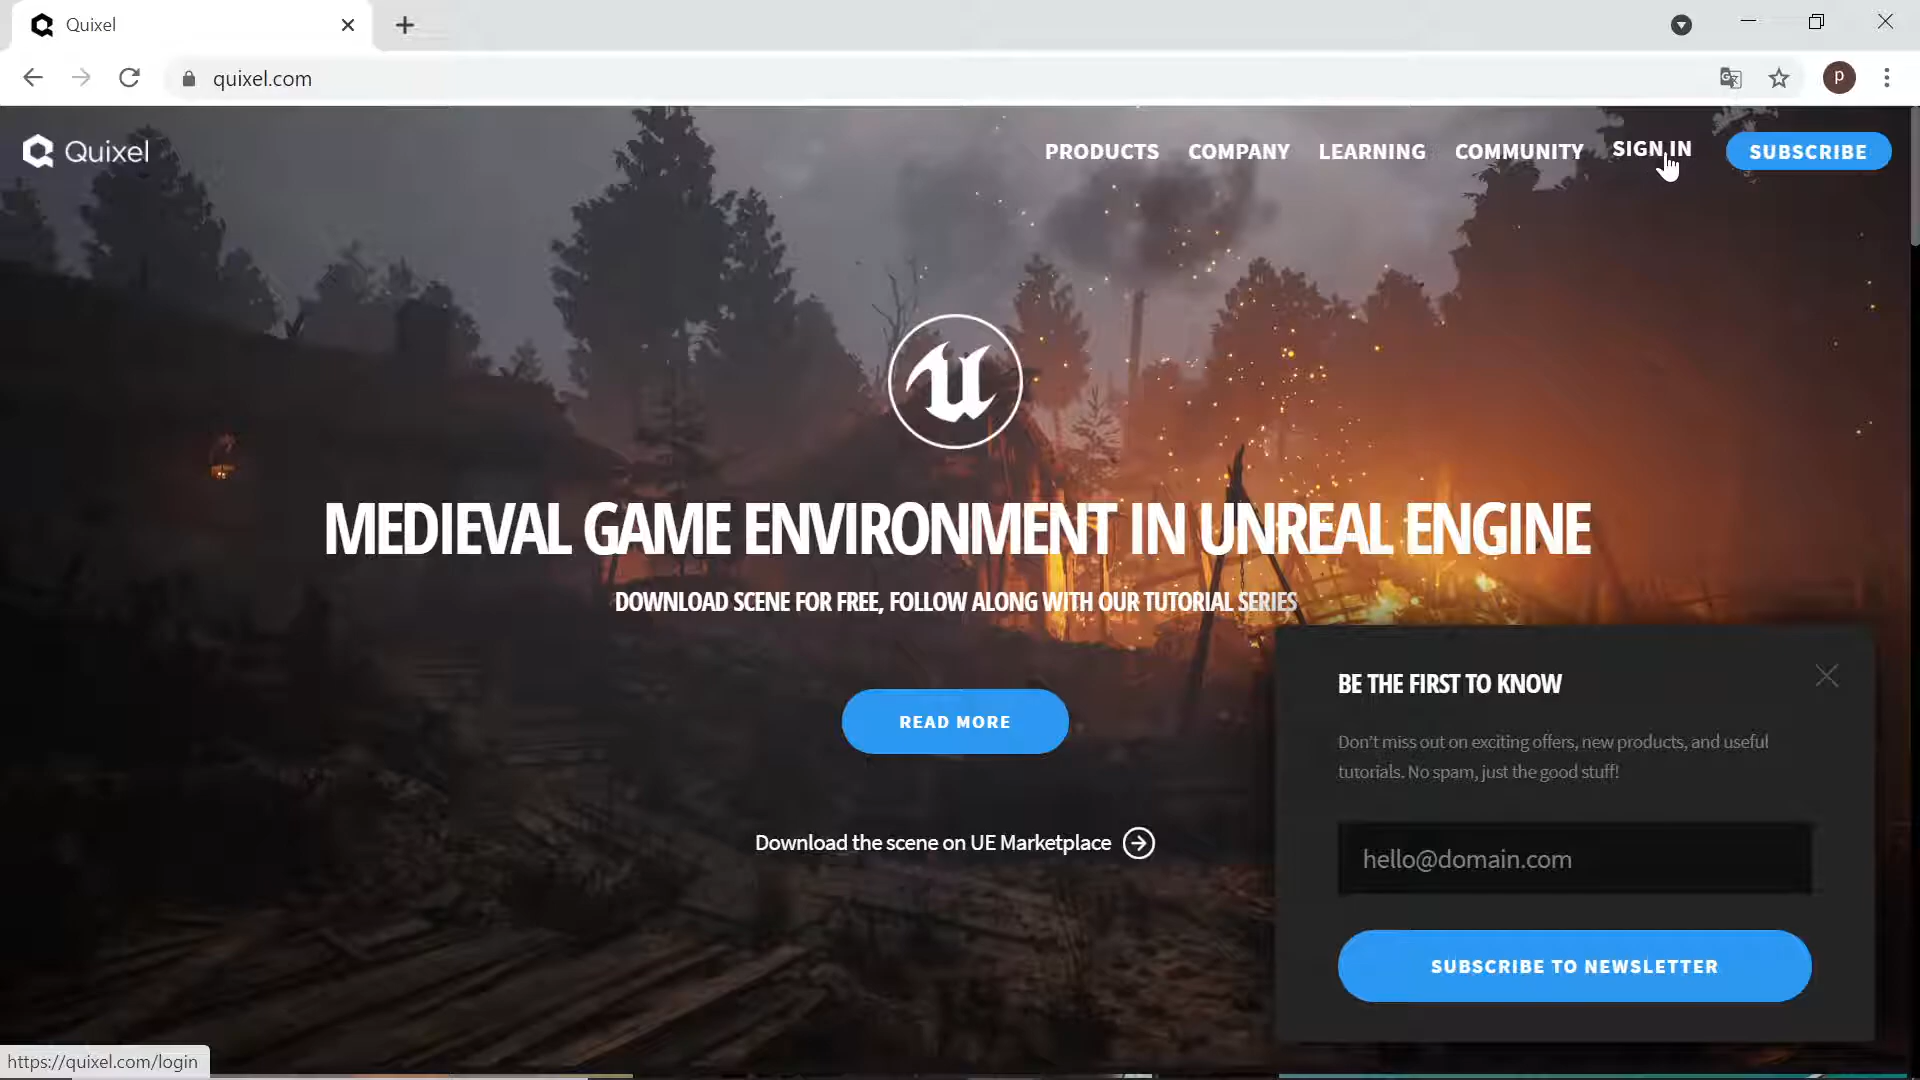 Quixel
quixel.com
P
Quixel
PRODUCTS COMPANY LEARNING COMMUNITY SIGN IN SUBSCRIBE
MEDIEVAL GAME ENVIRONMENT IN UNREAL ENGINE
DOWNLOAD SCENE FOR FREE, FOLLOW ALONG WITH OUR TUTORIAL SERIES
READ MORE
Download the scene on UE Marketplace
BE THE FIRST TO KNOW
Don't miss out on exciting offers, new products, and useful
tutorials. No spam, just the good stuff!
hello@domain.com
SUBSCRIBE TO NEWSLETTER
https://quixel.com/login